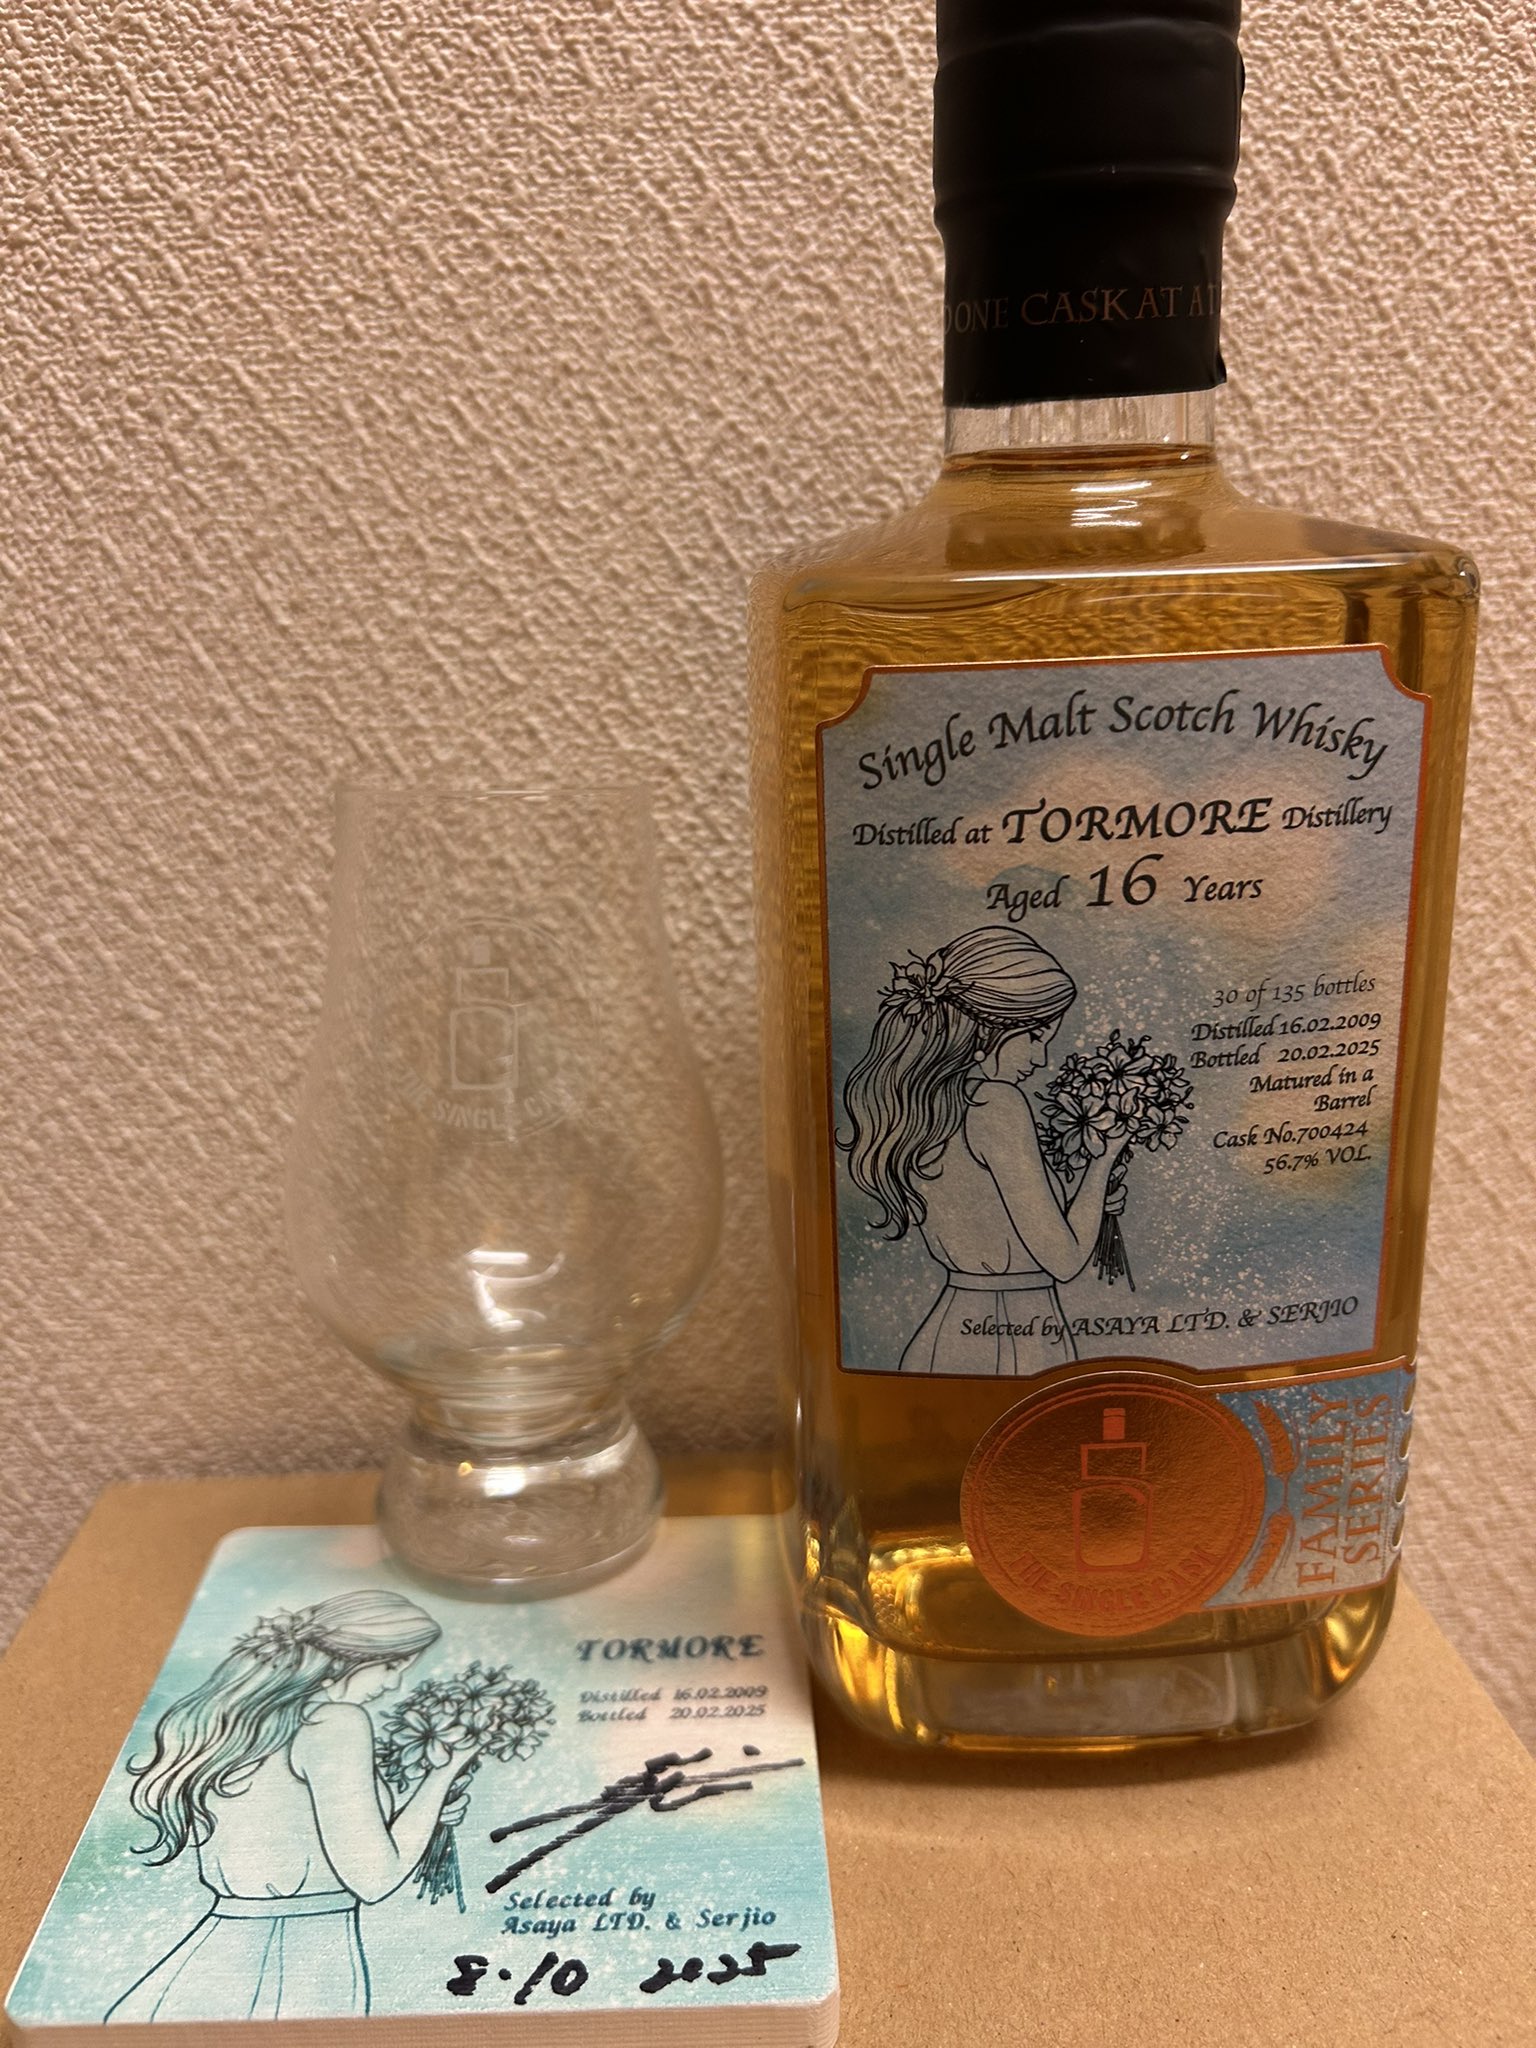 ONE CASK AT A T
Single Malt Scotch Whisky
Distilled at TORMORE Distillery
Aged 16 Years
30 of 135 bottles
Distilled 16.02.2009
Bottled 20.02.2025
Matured in a
Barrel
Cask No.700424
56.7% VOL.
Selected by ASAYA LTD. & SERJIO
THE SINGLE CASK
FAMILY
SERIES
SINGLE
TORMORE
Distilled 16.02.2009
Bottled 20.02.2025
Selected by
Asaya LTD. & Serjio
8.10 2025